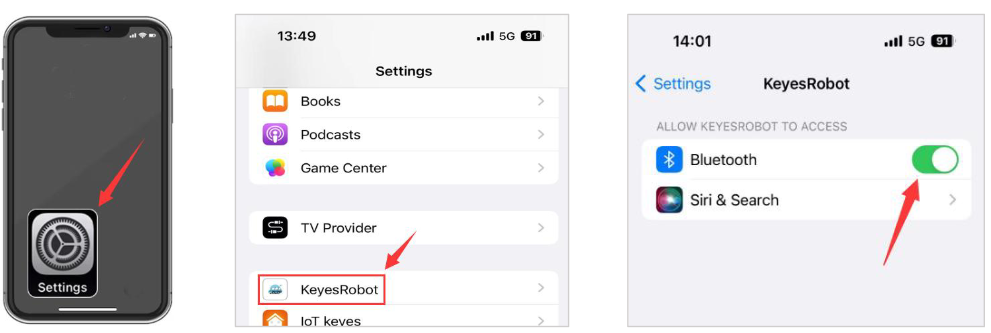 Settings
13:49
5G 91
Settings
Books
Podcasts
Game Center
TV Provider
KeyesRobot
IoT keyes
14:01
5G 91
Settings
KeyesRobot
ALLOW KEYESROBOT TO ACCESS
Bluetooth
Siri & Search